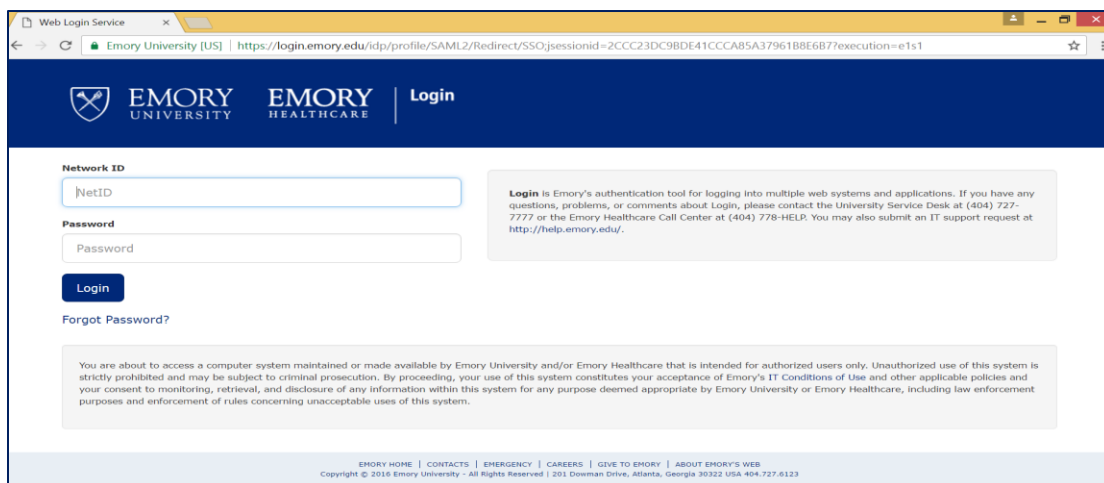 Web Login Service
Emory University [US] | https://login.emory.edu/idp/profile/SAML2/Redirect/SSO;jsessionid=2CCC23DC9BDE41CCCA85A37961B8E6B7?execution=e1s1
EMORY UNIVERSITY EMORY HEALTHCARE | Login
Network ID
NetID
Password
Password
Login
Forgot Password?
Login is Emory's authentication tool for logging into multiple web systems and applications. If you have any
questions, problems, or comments about Login, please contact the University Service Desk at (404) 727-
7777 or the Emory Healthcare Call Center at (404) 778-HELP. You may also submit an IT support request at
http://help.emory.edu/.
You are about to access a computer system maintained or made available by Emory University and/or Emory Healthcare that is intended for authorized users only. Unauthorized use of this system is
strictly prohibited and may be subject to criminal prosecution. By proceeding, your use of this system constitutes your acceptance of Emory's IT Conditions of Use and other applicable policies and
your consent to monitoring, retrieval, and disclosure of any information within this system for any purpose deemed appropriate by Emory University or Emory Healthcare, including law enforcement
purposes and enforcement of rules concerning unacceptable uses of this system.
EMORY HOME | CONTACTS | EMERGENCY | CAREERS | GIVE TO EMORY | ABOUT EMORY'S WEB
Copyright © 2016 Emory University - All Rights Reserved | 201 Dowman Drive, Atlanta, Georgia 30322 USA 404.727.6123